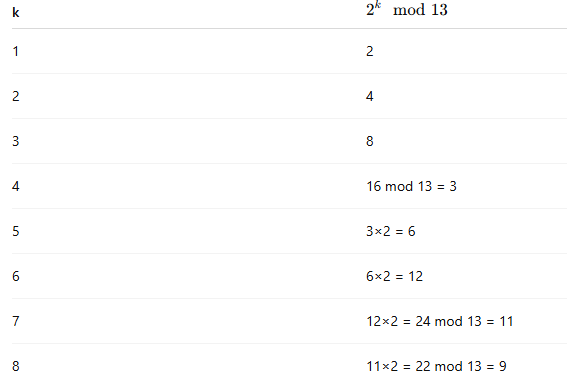 k 2^k mod 13
1 2
2 4
3 8
4 16 mod 13 = 3
5 3×2 = 6
6 6×2 = 12
7 12×2 = 24 mod 13 = 11
8 11×2 = 22 mod 13 = 9